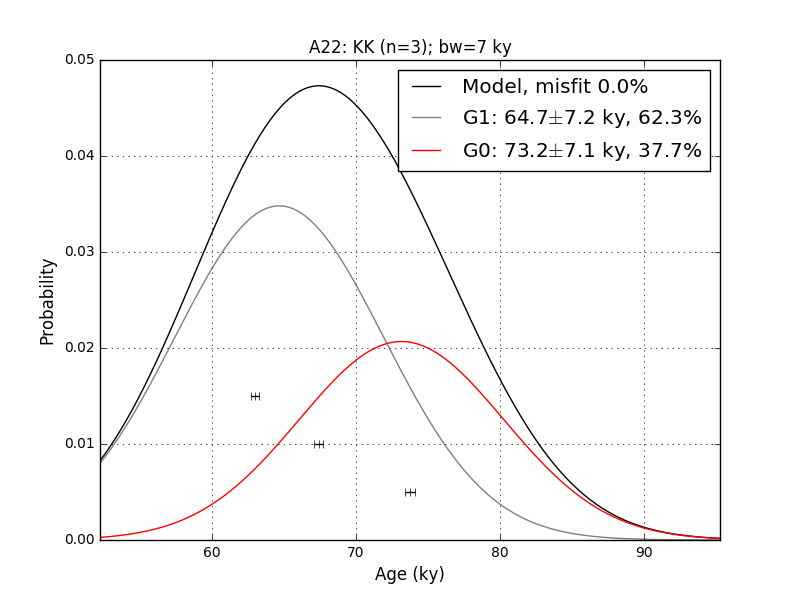 A22: KK (n=3); bw=7 ky
Model, misfit 0.0%
G1: 64.7±7.2 ky, 62.3%
G0: 73.2±7.1 ky, 37.7%
0.05
0.04
0.03
0.02
0.01
0.00
Probability
60 70 80 90
Age (ky)